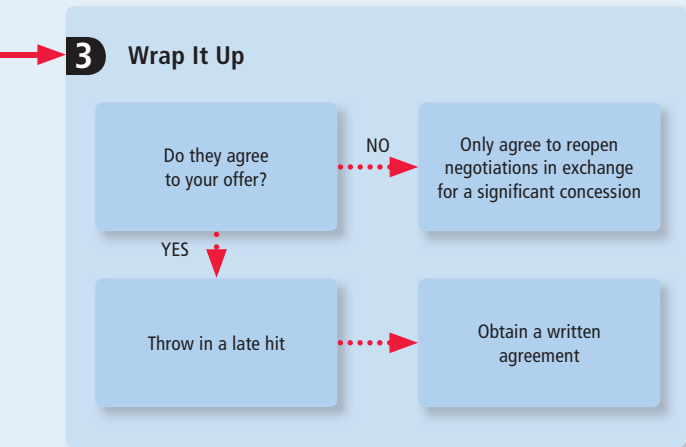 3 Wrap It Up
Do they agree
to your offer?
NO
Only agree to reopen
negotiations in exchange
for a significant concession
YES
Throw in a late hit
Obtain a written
agreement